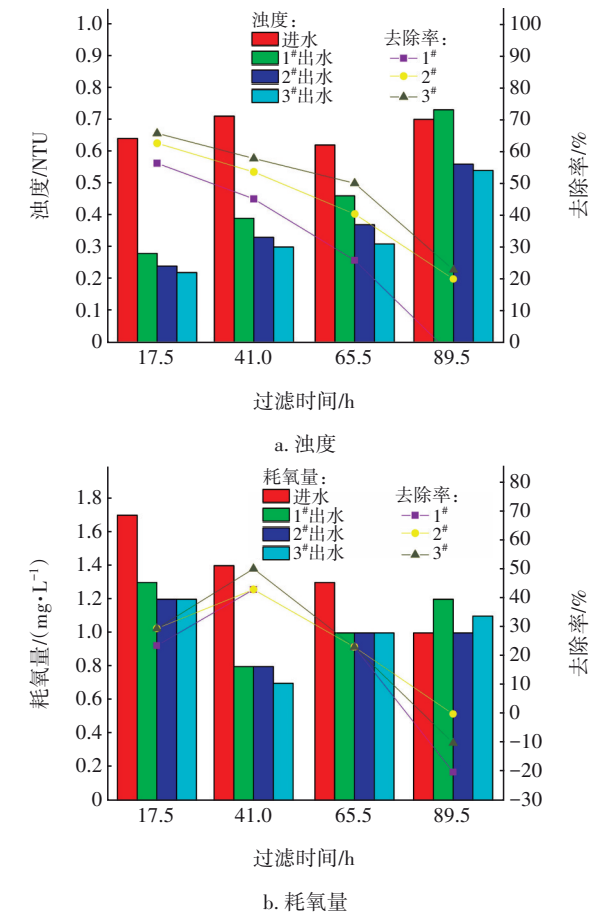 浊度：
去除率：
进水
1#出水
2#出水
3#出水
1#
2#
3#
浊度/NTU
1.0
0.9
0.8
0.7
0.6
0.5
0.4
0.3
0.2
0.1
0
去除率/%
100
90
80
70
60
50
40
30
20
10
0
17.5 41.0 65.5 89.5
过滤时间/h
a. 浊度
耗氧量：
去除率：
进水
1#出水
2#出水
3#出水
1#
2#
3#
耗氧量/(mg·L⁻¹)
1.8
1.6
1.4
1.2
1.0
0.8
0.6
0.4
0.2
0
去除率/%
80
70
60
50
40
30
20
10
0
−10
−20
−30
17.5 41.0 65.5 89.5
过滤时间/h
b. 耗氧量